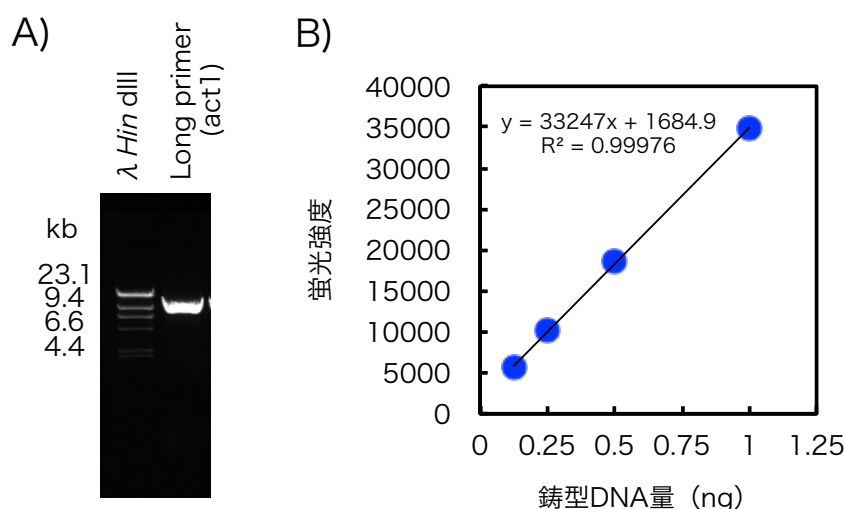 A)
λ Hin dIII
Long primer
(act1)
kb
23.1
9.4
6.6
4.4
B)
蛍光強度
40000
35000
30000
25000
20000
15000
10000
5000
0
y = 33247x + 1684.9
R² = 0.99976
0 0.25 0.5 0.75 1 1.25
鋳型DNA量（ng）